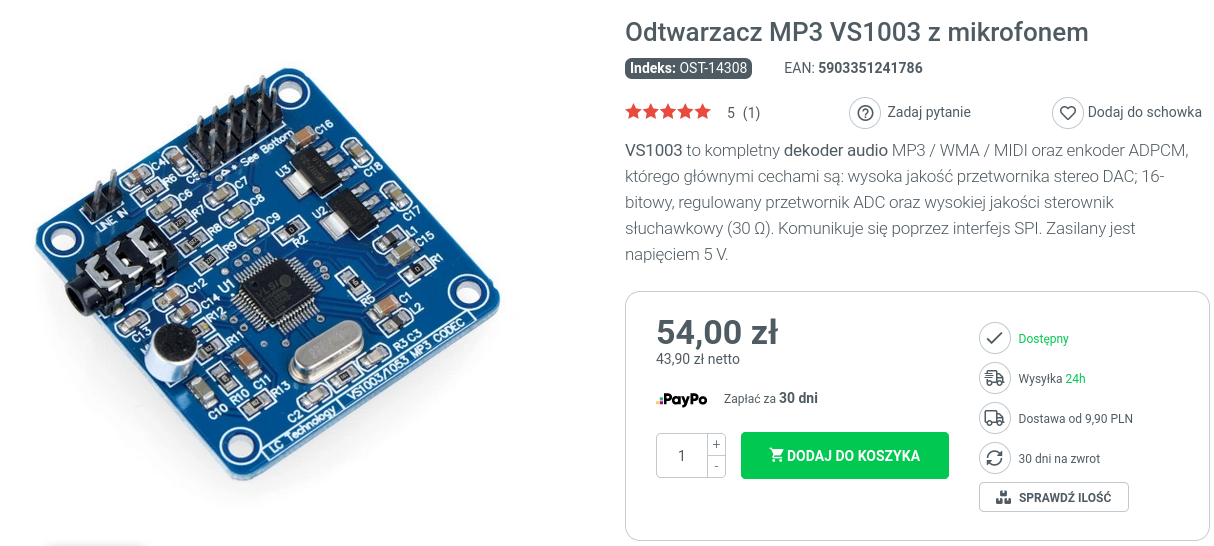 Odtwarzacz MP3 VS1003 z mikrofonem
Indeks: OST-14308 EAN: 5903351241786
5 (1) Zadaj pytanie Dodaj do schowka
VS1003 to kompletny dekoder audio MP3 / WMA / MIDI oraz enkoder ADPCM,
którego głównymi cechami są: wysoka jakość przetwornika stereo DAC; 16-
bitowy, regulowany przetwornik ADC oraz wysokiej jakości sterownik
słuchawkowy (30 Ω). Komunikuje się poprzez interfejs SPI. Zasilany jest
napięciem 5 V.
54,00 zł
43,90 zł netto
PayPo Zapłać za 30 dni
1 + -
DODAJ DO KOSZYKA
Dostępny
Wysyłka 24h
Dostawa od 9,90 PLN
30 dni na zwrot
SPRAWDŹ ILOŚĆ
* See Bottom
LINE IN
C16
U3
C18
C4
R6
C5
C6
C7
R7
C8
R8
C9
R9
R2
U2
C17
L1
C15
R1
U1
VLSI
C12
C14
R12
R11
C13
R5
C1
L2
C3
R3
C11
R10
R13
C10
C2
LC Technology
VS1003/1053 MP3 CODEC